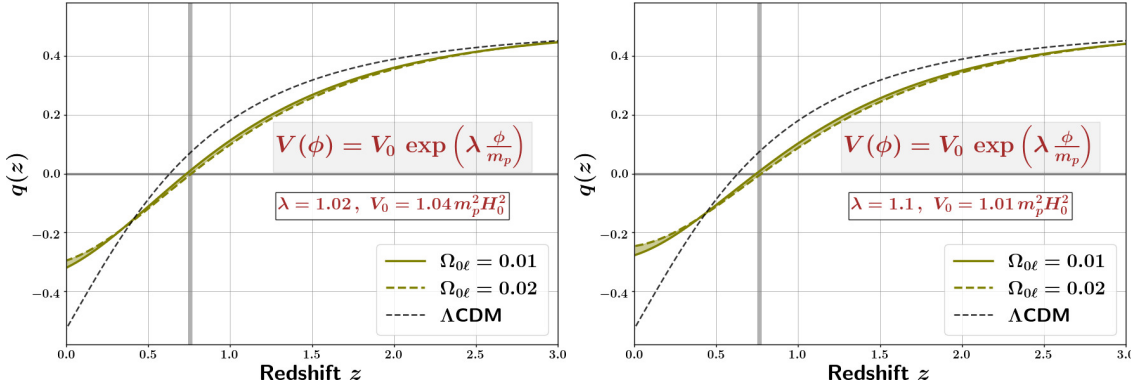 q(z)
0.4
0.2
0.0
−0.2
−0.4
V(ϕ) = V₀ exp(λ ϕ/mₚ)
λ = 1.02 , V₀ = 1.04 mₚ²H₀²
Ω₀ℓ = 0.01
Ω₀ℓ = 0.02
ΛCDM
0.0 0.5 1.0 1.5 2.0 2.5 3.0
Redshift z
q(z)
0.4
0.2
0.0
−0.2
−0.4
V(ϕ) = V₀ exp(λ ϕ/mₚ)
λ = 1.1 , V₀ = 1.01 mₚ²H₀²
Ω₀ℓ = 0.01
Ω₀ℓ = 0.02
ΛCDM
0.0 0.5 1.0 1.5 2.0 2.5 3.0
Redshift z